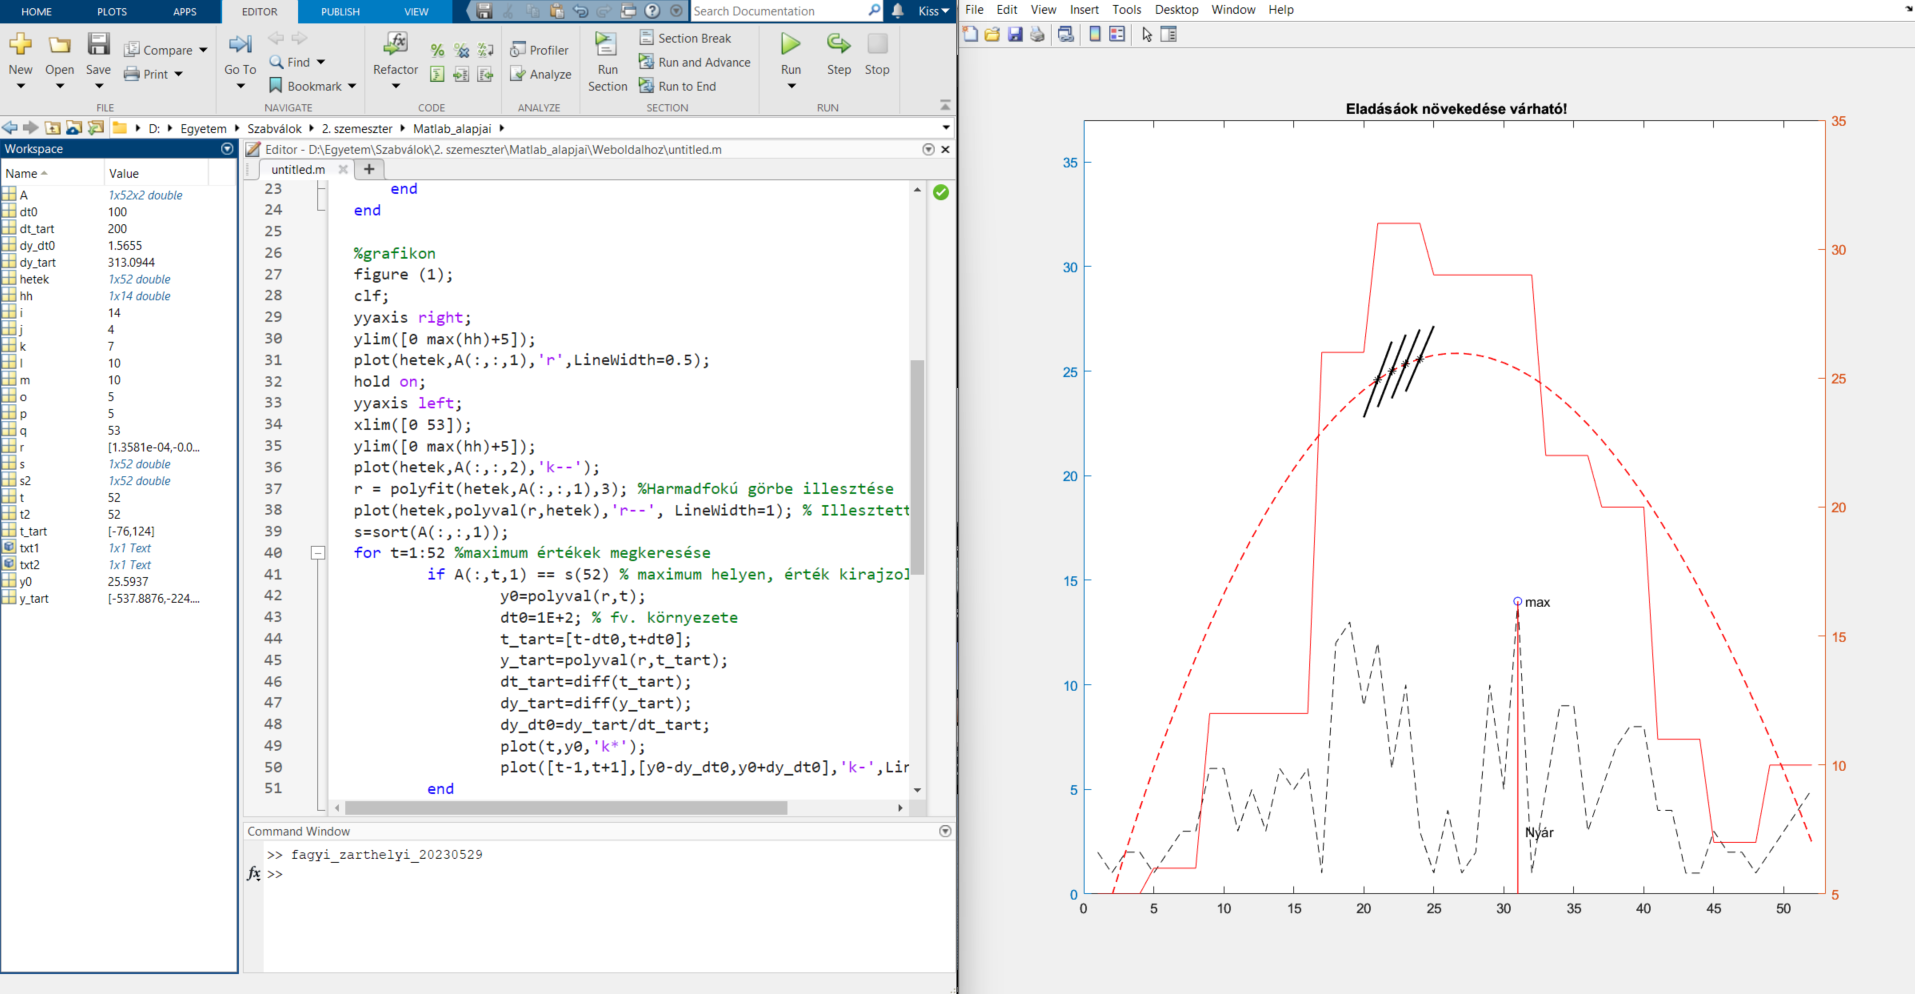 HOME PLOTS APPS EDITOR PUBLISH VIEW Search Documentation Kiss
New Open Save Compare Print Go To Find Bookmark Refactor Profiler Analyze Run Section Section Break Run and Advance Run to End Run Step Stop
FILE NAVIGATE CODE ANALYZE SECTION RUN
D: Egyetem Szabválok 2. szemeszter Matlab_alapjai
Workspace
Name Value
A 1x52x2 double
dt0 100
dt_tart 200
dy_dt0 1.5655
dy_tart 313.0944
hetek 1x52 double
hh 1x14 double
i 14
j 4
k 7
l 10
m 10
o 5
p 5
q 53
r [1.3581e-04,-0.0...
s 1x52 double
s2 1x52 double
t 52
t2 52
t_tart [-76,124]
txt1 1x1 Text
txt2 1x1 Text
y0 25.5937
y_tart [-537.8876,-224....
Editor - D:\Egyetem\Szabválok\2. szemeszter\Matlab_alapjai\Weboldalhoz\untitled.m
untitled.m
23 end
24 end
25
26 %grafikon
27 figure (1);
28 clf;
29 yyaxis right;
30 ylim([0 max(hh)+5]);
31 plot(hetek,A(:,:,1),'r',LineWidth=0.5);
32 hold on;
33 yyaxis left;
34 xlim([0 53]);
35 ylim([0 max(hh)+5]);
36 plot(hetek,A(:,:,2),'k--');
37 r = polyfit(hetek,A(:,:,1),3); %Harmadfokú görbe illesztése
38 plot(hetek,polyval(r,hetek),'r--', LineWidth=1); % Illesztett
39 s=sort(A(:,:,1));
40 for t=1:52 %maximum értékek megkeresése
41 if A(:,t,1) == s(52) % maximum helyen, érték kirajzol
42 y0=polyval(r,t);
43 dt0=1E+2; % fv. környezete
44 t_tart=[t-dt0,t+dt0];
45 y_tart=polyval(r,t_tart);
46 dt_tart=diff(t_tart);
47 dy_tart=diff(y_tart);
48 dy_dt0=dy_tart/dt_tart;
49 plot(t,y0,'k*');
50 plot([t-1,t+1],[y0-dy_dt0,y0+dy_dt0],'k-',Lin
51 end
Command Window
>> fagyi_zarthelyi_20230529
fx >>
File Edit View Insert Tools Desktop Window Help
Eladásáok növekedése várható!
35
30
25
20
15
10
5
0
max
Nyár
35
30
25
20
15
10
5
0 5 10 15 20 25 30 35 40 45 50